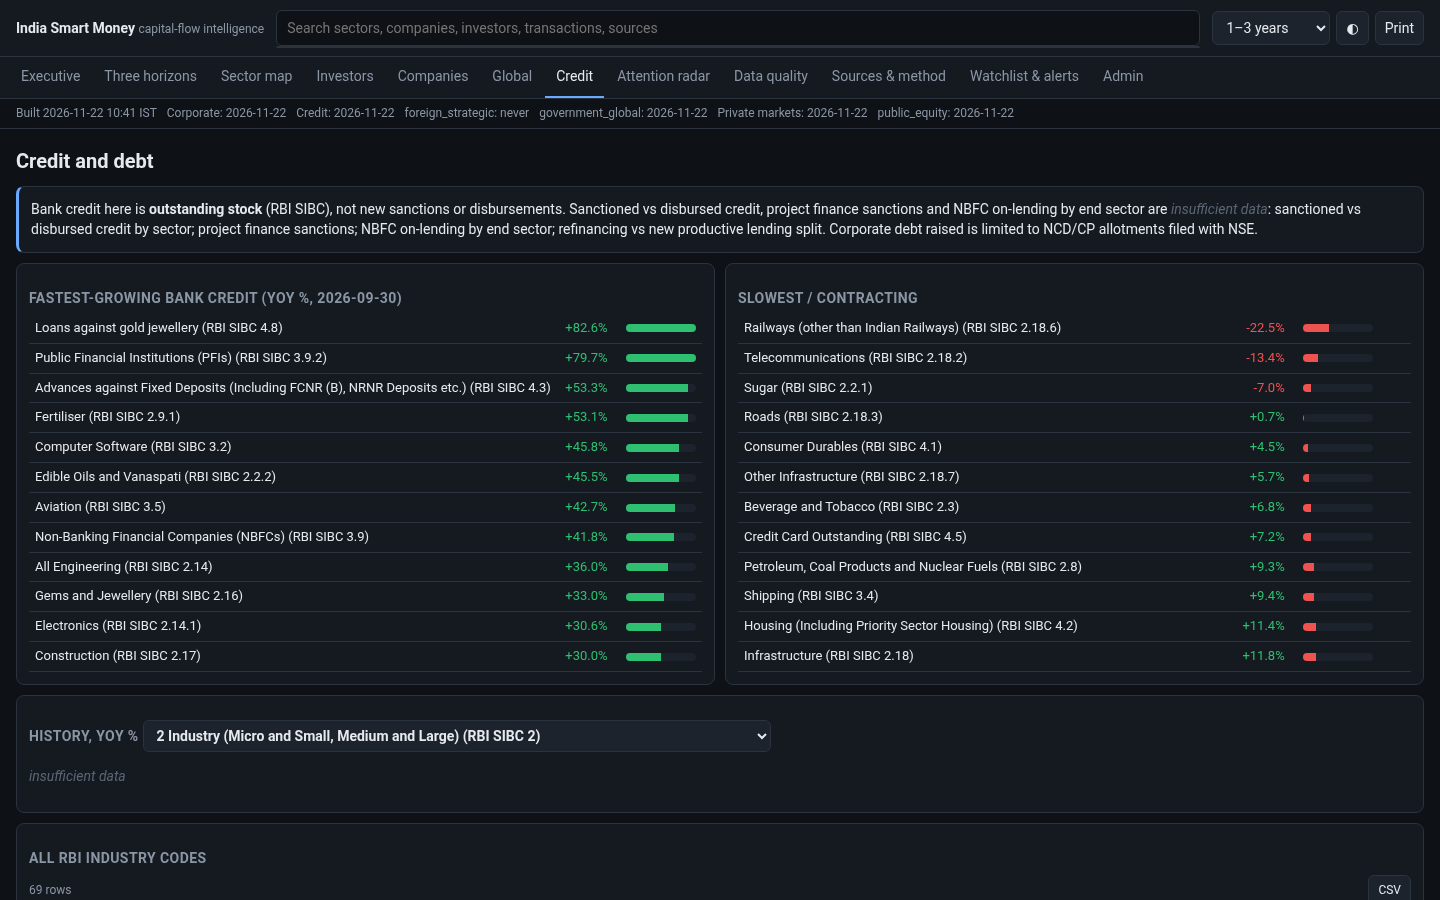 India Smart Money capital-flow intelligence
Search sectors, companies, investors, transactions, sources
1–3 years
Print
Executive Three horizons Sector map Investors Companies Global Credit Attention radar Data quality Sources & method Watchlist & alerts Admin
Built 2026-11-22 10:41 IST Corporate: 2026-11-22 Credit: 2026-11-22 foreign_strategic: never government_global: 2026-11-22 Private markets: 2026-11-22 public_equity: 2026-11-22
Credit and debt
Bank credit here is outstanding stock (RBI SIBC), not new sanctions or disbursements. Sanctioned vs disbursed credit, project finance sanctions and NBFC on-lending by end sector are insufficient data: sanctioned vs
disbursed credit by sector; project finance sanctions; NBFC on-lending by end sector; refinancing vs new productive lending split. Corporate debt raised is limited to NCD/CP allotments filed with NSE.
FASTEST-GROWING BANK CREDIT (YOY %, 2026-09-30)
Loans against gold jewellery (RBI SIBC 4.8) +82.6%
Public Financial Institutions (PFIs) (RBI SIBC 3.9.2) +79.7%
Advances against Fixed Deposits (Including FCNR (B), NRNR Deposits etc.) (RBI SIBC 4.3) +53.3%
Fertiliser (RBI SIBC 2.9.1) +53.1%
Computer Software (RBI SIBC 3.2) +45.8%
Edible Oils and Vanaspati (RBI SIBC 2.2.2) +45.5%
Aviation (RBI SIBC 3.5) +42.7%
Non-Banking Financial Companies (NBFCs) (RBI SIBC 3.9) +41.8%
All Engineering (RBI SIBC 2.14) +36.0%
Gems and Jewellery (RBI SIBC 2.16) +33.0%
Electronics (RBI SIBC 2.14.1) +30.6%
Construction (RBI SIBC 2.17) +30.0%
SLOWEST / CONTRACTING
Railways (other than Indian Railways) (RBI SIBC 2.18.6) -22.5%
Telecommunications (RBI SIBC 2.18.2) -13.4%
Sugar (RBI SIBC 2.2.1) -7.0%
Roads (RBI SIBC 2.18.3) +0.7%
Consumer Durables (RBI SIBC 4.1) +4.5%
Other Infrastructure (RBI SIBC 2.18.7) +5.7%
Beverage and Tobacco (RBI SIBC 2.3) +6.8%
Credit Card Outstanding (RBI SIBC 4.5) +7.2%
Petroleum, Coal Products and Nuclear Fuels (RBI SIBC 2.8) +9.3%
Shipping (RBI SIBC 3.4) +9.4%
Housing (Including Priority Sector Housing) (RBI SIBC 4.2) +11.4%
Infrastructure (RBI SIBC 2.18) +11.8%
HISTORY, YOY % 2 Industry (Micro and Small, Medium and Large) (RBI SIBC 2)
insufficient data
ALL RBI INDUSTRY CODES
69 rows
CSV